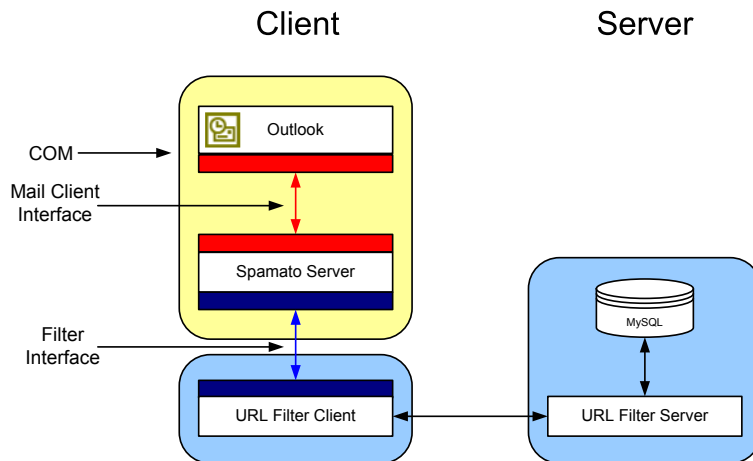 Client
Server
Outlook
COM
Mail Client
Interface
Spamato Server
MySQL
Filter
Interface
URL Filter Client
URL Filter Server